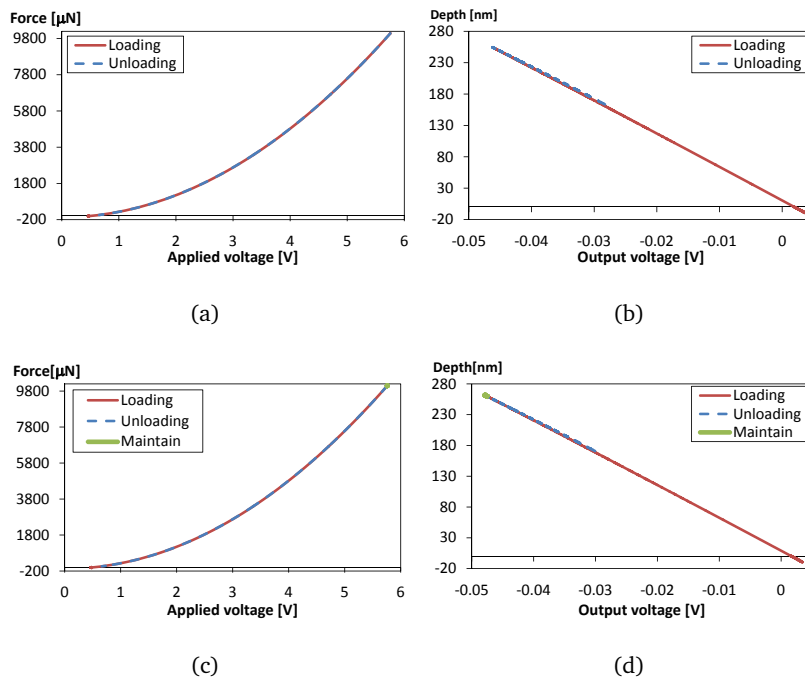 Force [µN]
9800
7800
5800
3800
1800
-200
Loading
Unloading
0 1 2 3 4 5 6
Applied voltage [V]
(a)
Depth [nm]
280
230
180
130
80
30
-20
Loading
Unloading
-0.05 -0.04 -0.03 -0.02 -0.01 0
Output voltage [V]
(b)
Force[µN]
9800
7800
5800
3800
1800
-200
Loading
Unloading
Maintain
0 1 2 3 4 5 6
Applied voltage [V]
(c)
Depth[nm]
280
230
180
130
80
30
-20
Loading
Unloading
Maintain
-0.05 -0.04 -0.03 -0.02 -0.01 0
Output voltage [V]
(d)